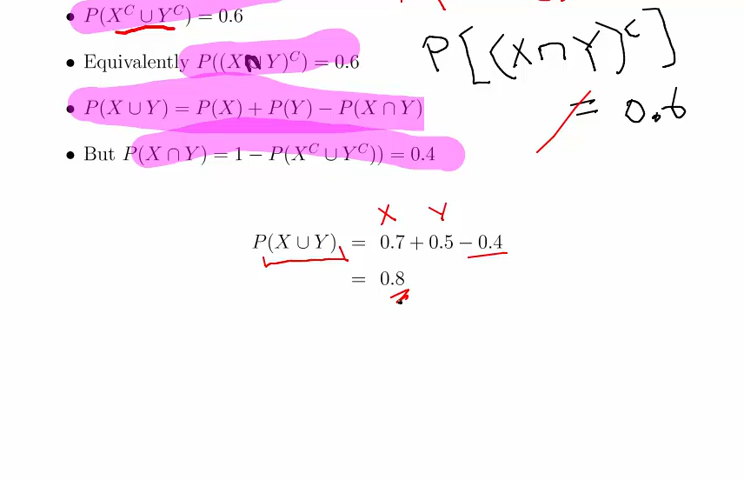 • P(X^C ∪ Y^C) = 0.6
• Equivalently P((X∩Y)^C) = 0.6
P[(X∩Y)^C]
= 0.6
• P(X ∪ Y) = P(X) + P(Y) − P(X ∩ Y)
• But P(X ∩ Y) = 1 − P(X^C ∪ Y^C)) = 0.4
X Y
P(X ∪ Y) = 0.7 + 0.5 − 0.4
= 0.8